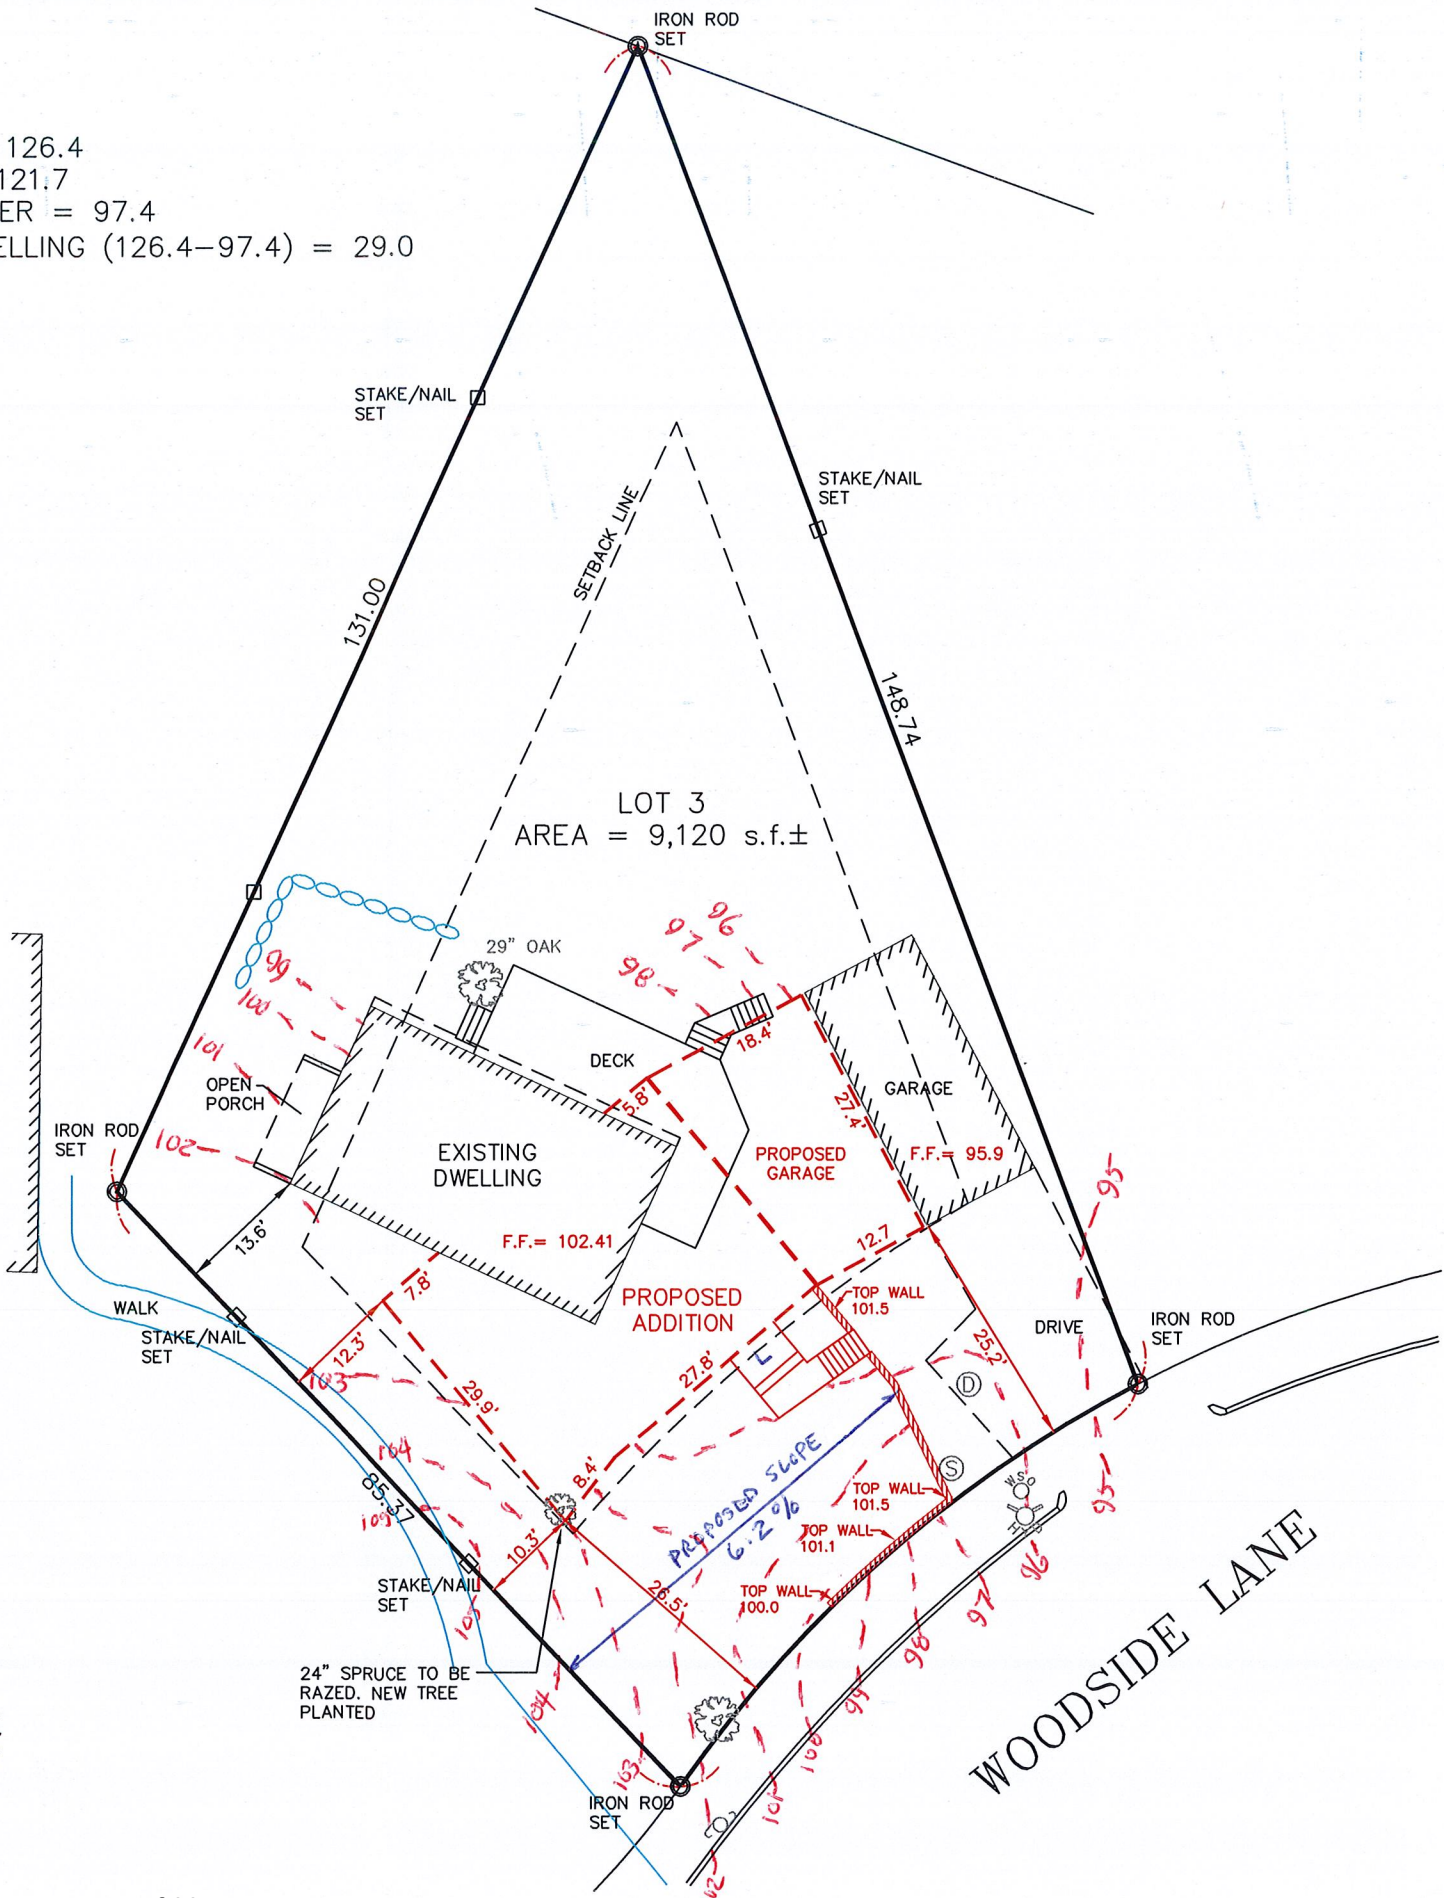 IRON ROD
SET
126.4
121.7
ER = 97.4
ELLING (126.4-97.4) = 29.0
STAKE/NAIL
SET
STAKE/NAIL
SET
SETBACK LINE
131.00
148.74
LOT 3
AREA = 9,120 s.f.±
96
97
98
29" OAK
99
100
101
18.4'
DECK
GARAGE
OPEN
PORCH
5.8'
27.4'
IRON ROD
SET
102
EXISTING
DWELLING
PROPOSED
GARAGE
F.F.= 95.9
95
13.6'
F.F.= 102.41
12.7
7.8'
PROPOSED
ADDITION
TOP WALL
101.5
WALK
STAKE/NAIL
SET
DRIVE
IRON ROD
SET
12.3'
25.2'
103
29.9'
27.8'
L
D
104
8.4'
PROPOSED SLOPE
6.2%
S
85.37
105
TOP WALL
101.5
WSO
HYD
95
10.3'
TOP WALL
101.1
96
STAKE/NAIL
SET
26.5'
TOP WALL
100.0
97
105
98
WOODSIDE LANE
24" SPRUCE TO BE
RAZED. NEW TREE
PLANTED
104
99
100
103
101
IRON ROD
SET
102